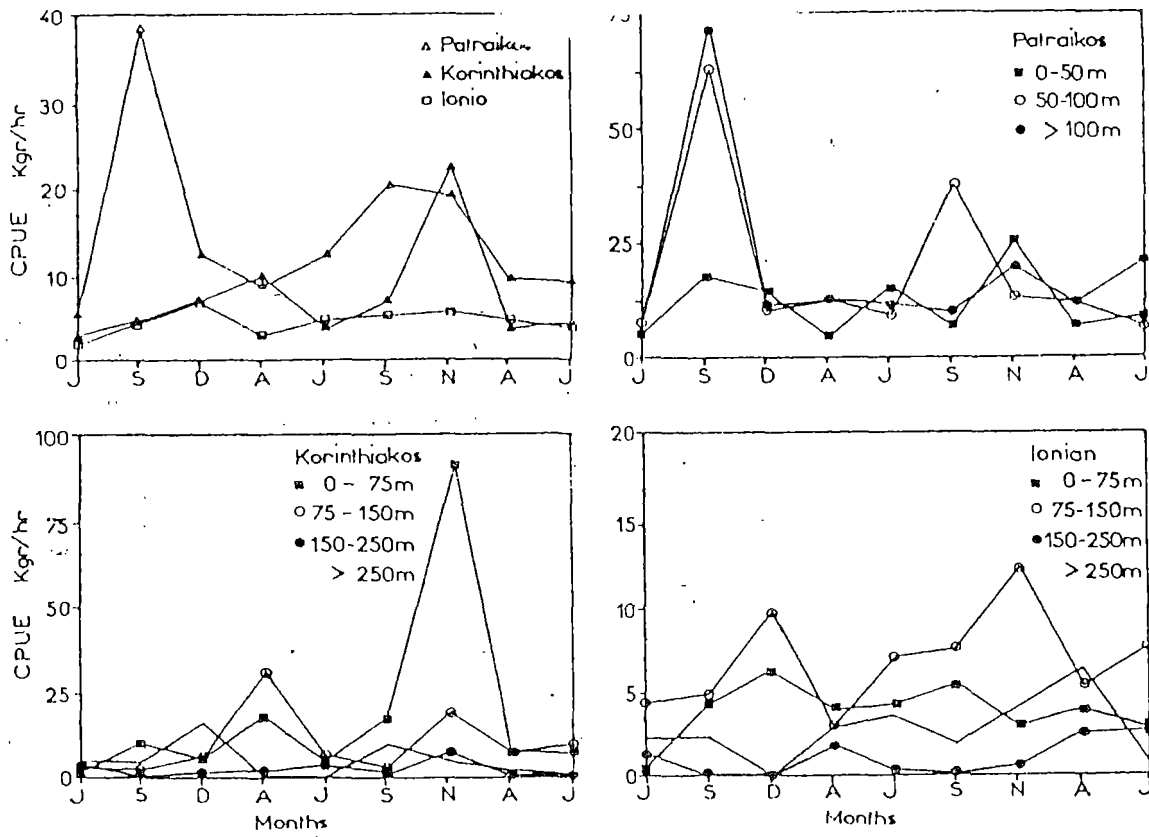 CPUE Kgr/hr
40
30
20
10
0
Patraikos
Korinthiakos
Ionio
J S D A J S N A J
75
50
25
0
Patraikos
0-50m
50-100m
> 100m
J S D A J S N A J
CPUE Kgr/hr
100
75
50
25
0
Korinthiakos
0 - 75m
75 - 150m
150-250m
> 250m
J S D A J S N A J
Months
20
15
10
5
0
Ionian
0 - 75m
75-150m
150-250m
> 250m
J S D A J S N A J
Months